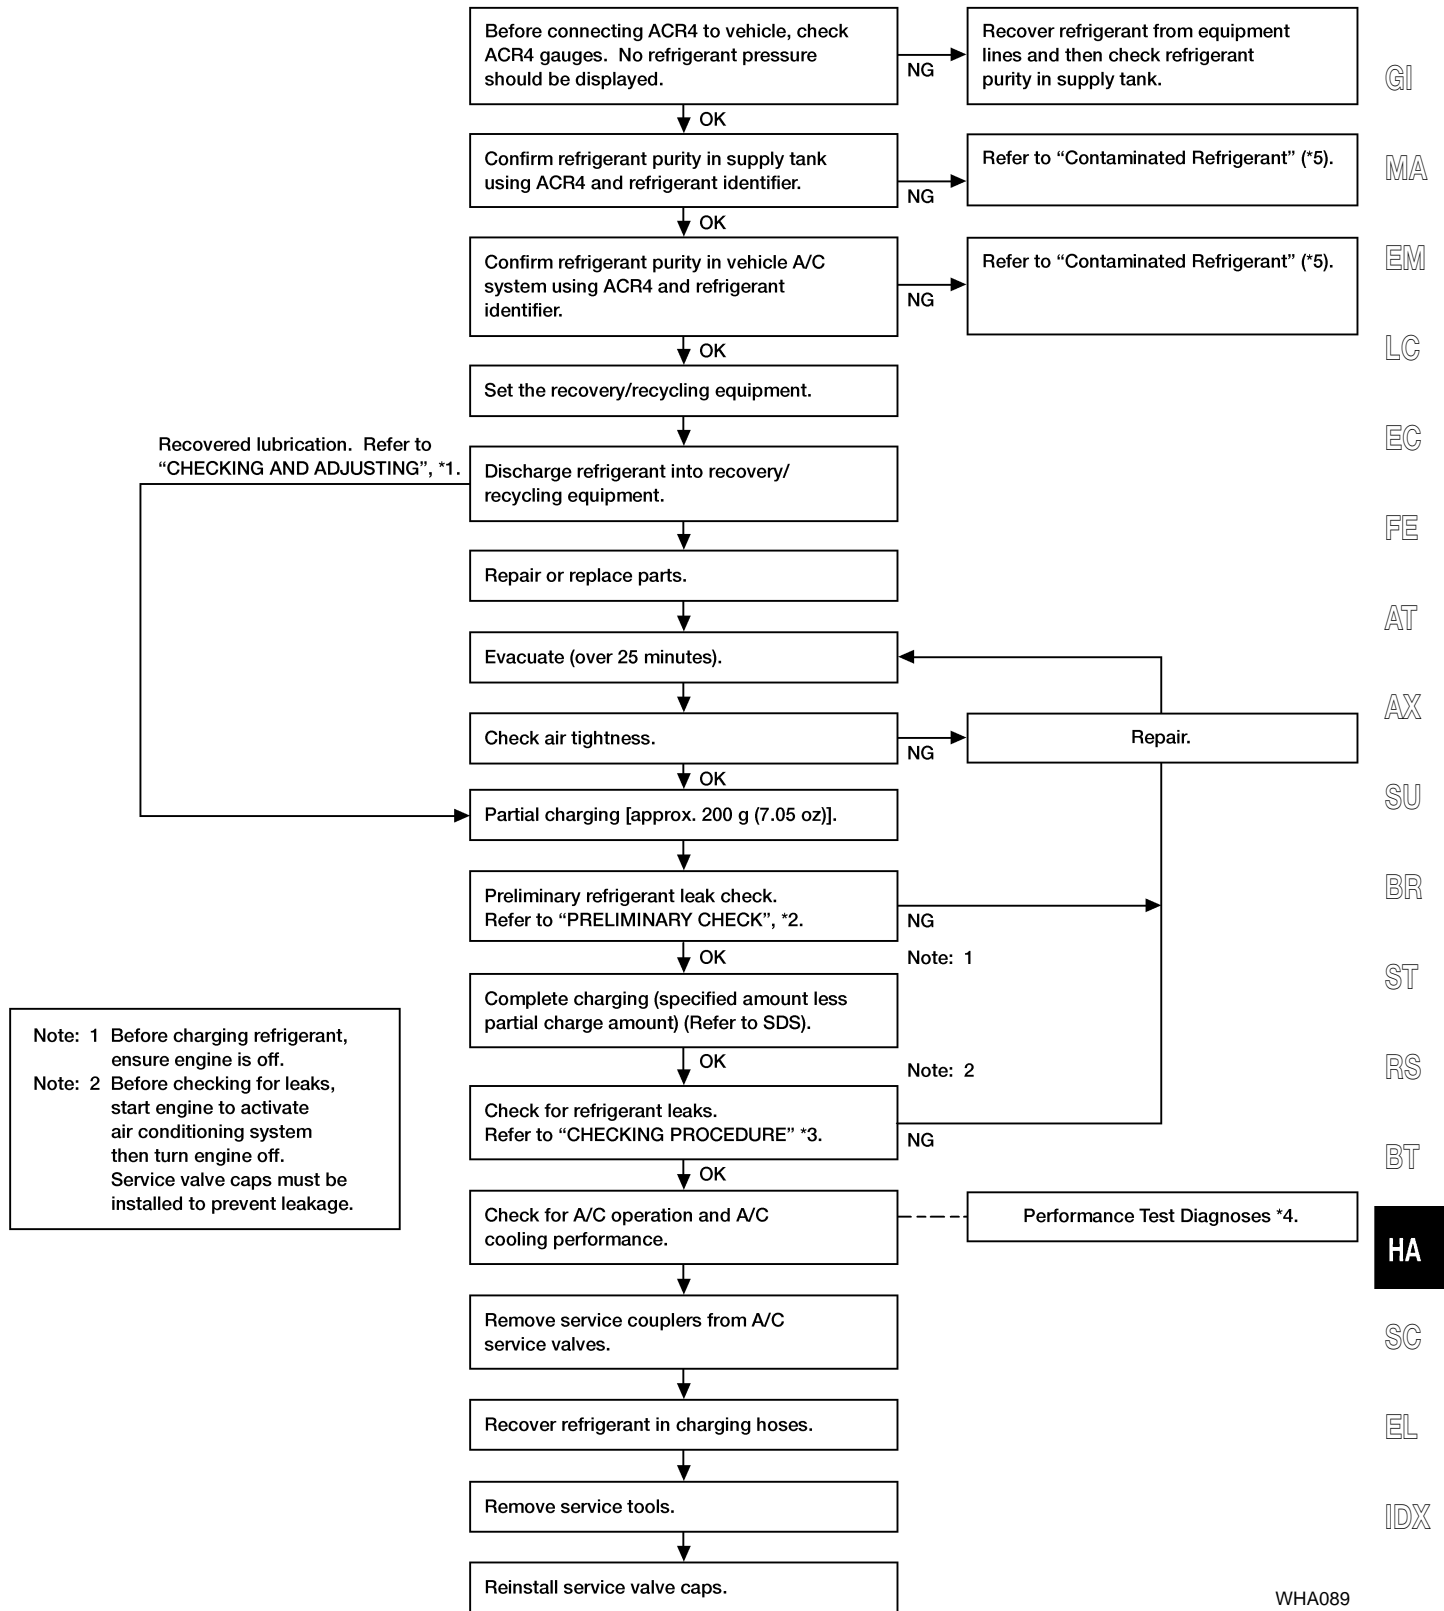 Before connecting ACR4 to vehicle, check
ACR4 gauges. No refrigerant pressure
should be displayed.
NG
Recover refrigerant from equipment
lines and then check refrigerant
purity in supply tank.
OK
Confirm refrigerant purity in supply tank
using ACR4 and refrigerant identifier.
NG
Refer to “Contaminated Refrigerant” (*5).
OK
Confirm refrigerant purity in vehicle A/C
system using ACR4 and refrigerant
identifier.
NG
Refer to “Contaminated Refrigerant” (*5).
OK
Set the recovery/recycling equipment.
Recovered lubrication. Refer to
“CHECKING AND ADJUSTING”, *1.
Discharge refrigerant into recovery/
recycling equipment.
Repair or replace parts.
Evacuate (over 25 minutes).
Check air tightness.
NG
Repair.
OK
Partial charging [approx. 200 g (7.05 oz)].
Preliminary refrigerant leak check.
Refer to “PRELIMINARY CHECK”, *2.
NG
OK
Note: 1
Complete charging (specified amount less
partial charge amount) (Refer to SDS).
OK
Note: 2
Check for refrigerant leaks.
Refer to “CHECKING PROCEDURE” *3.
NG
OK
Note: 1 Before charging refrigerant,
ensure engine is off.
Note: 2 Before checking for leaks,
start engine to activate
air conditioning system
then turn engine off.
Service valve caps must be
installed to prevent leakage.
Check for A/C operation and A/C
cooling performance.
Performance Test Diagnoses *4.
Remove service couplers from A/C
service valves.
Recover refrigerant in charging hoses.
Remove service tools.
Reinstall service valve caps.
GI
MA
EM
LC
EC
FE
AT
AX
SU
BR
ST
RS
BT
HA
SC
EL
IDX
WHA089